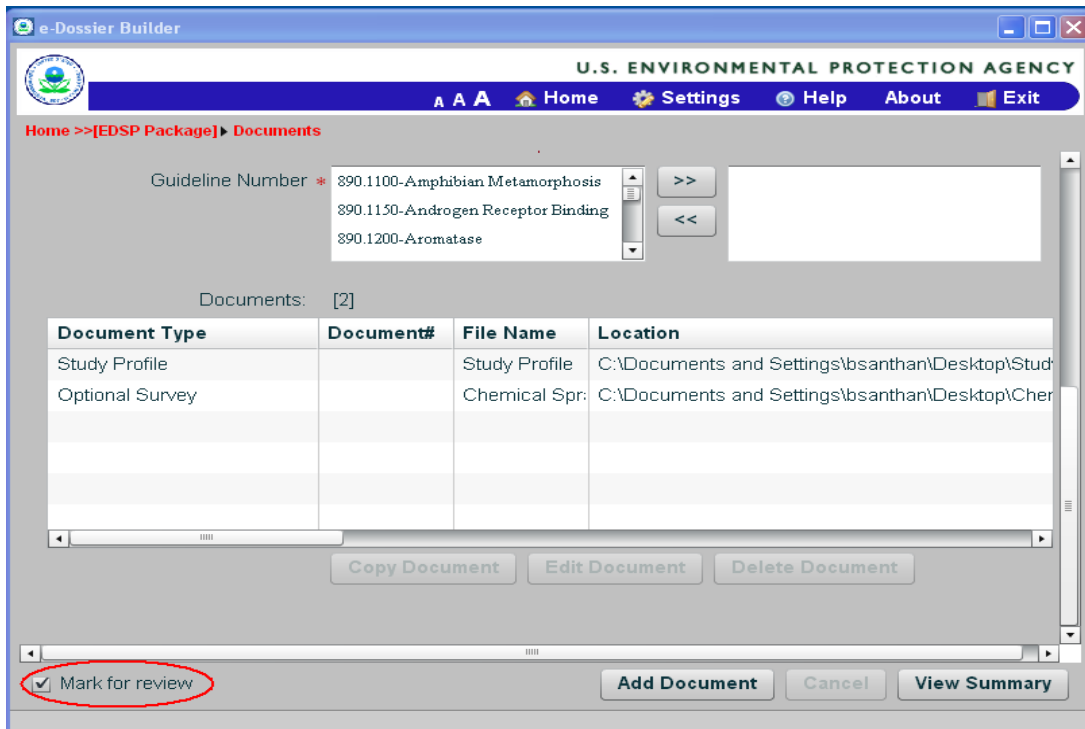 e-Dossier Builder
U.S. ENVIRONMENTAL PROTECTION AGENCY
A A A Home Settings Help About Exit
Home >>[EDSP Package] Documents
Guideline Number * 890.1100-Amphibian Metamorphosis >>
890.1150-Androgen Receptor Binding <<
890.1200-Aromatase
Documents: [2]
Document Type Document# File Name Location
Study Profile Study Profile C:\Documents and Settings\bsanthan\Desktop\Stud
Optional Survey Chemical Spr C:\Documents and Settings\bsanthan\Desktop\Cher
Copy Document Edit Document Delete Document
Mark for review Add Document Cancel View Summary